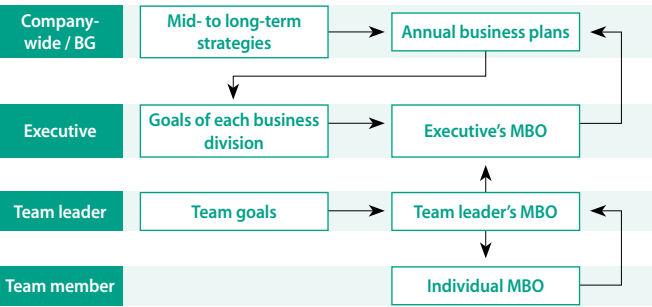 Company-
wide / BG
Mid- to long-term
strategies
Annual business plans
Executive
Goals of each business
division
Executive’s MBO
Team leader
Team goals
Team leader’s MBO
Team member
Individual MBO